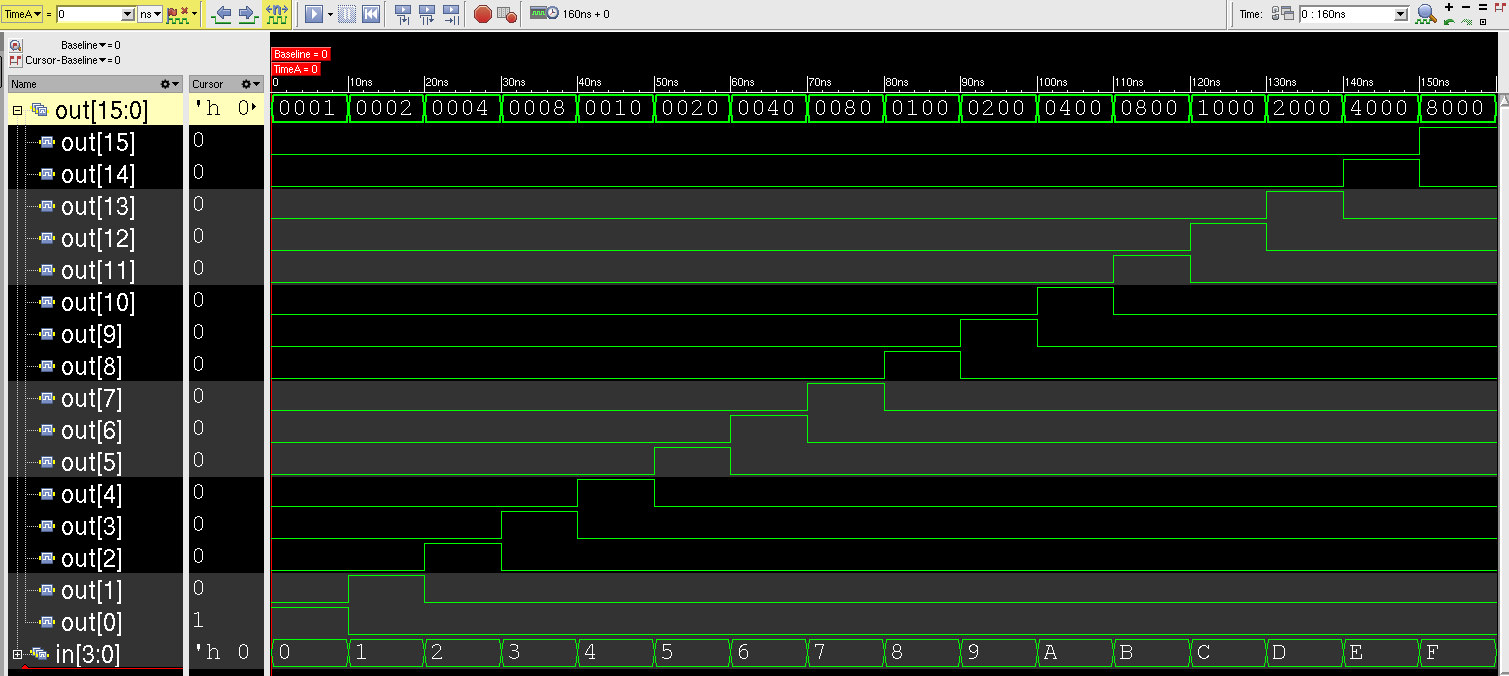 TimeA = 0 ns 160ns + 0 Time: 0 : 160ns
Baseline = 0
Cursor-Baseline = 0
Baseline = 0
TimeA = 0
Name Cursor 0 10ns 20ns 30ns 40ns 50ns 60ns 70ns 80ns 90ns 100ns 110ns 120ns 130ns 140ns 150ns
out[15:0] 'h 0 0001 0002 0004 0008 0010 0020 0040 0080 0100 0200 0400 0800 1000 2000 4000 8000
out[15] 0
out[14] 0
out[13] 0
out[12] 0
out[11] 0
out[10] 0
out[9] 0
out[8] 0
out[7] 0
out[6] 0
out[5] 0
out[4] 0
out[3] 0
out[2] 0
out[1] 0
out[0] 1
in[3:0] 'h 0 0 1 2 3 4 5 6 7 8 9 A B C D E F